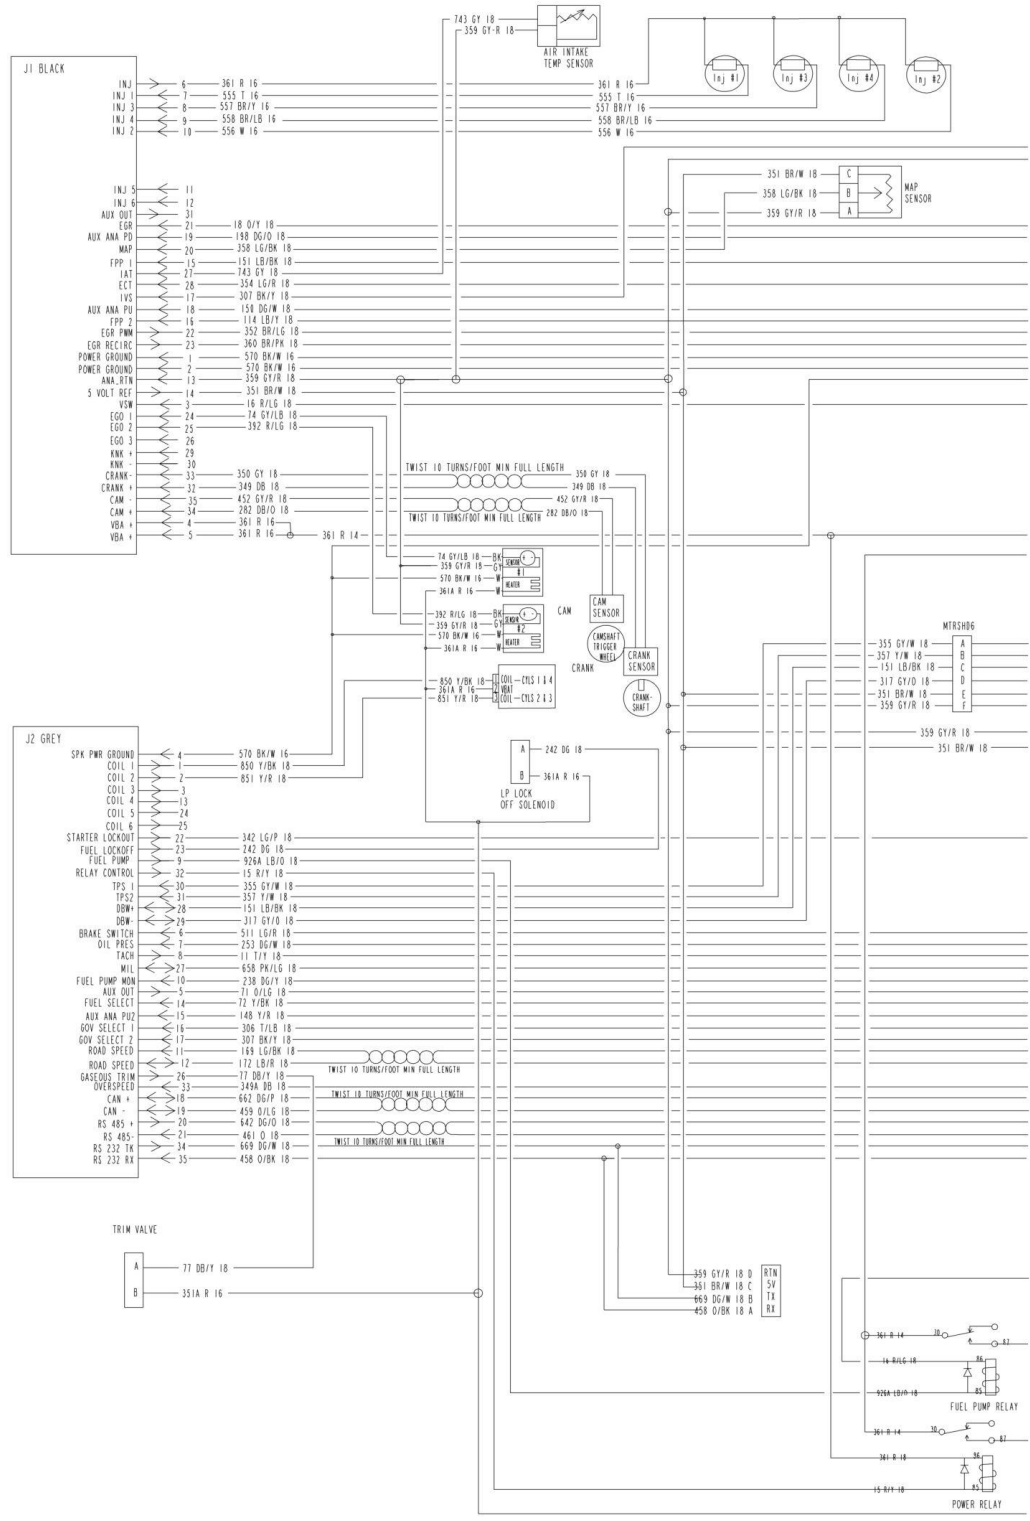 743 GY 18
359 GY-R 18
AIR INTAKE
TEMP SENSOR
J1 BLACK
INJ 6 361 R 16 361 R 16
INJ 1 7 555 T 16 555 T 16
INJ 3 8 557 BR/Y 16 557 BR/Y 16
INJ 4 9 558 BR/LB 16 558 BR/LB 16
INJ 2 10 556 W 16 556 W 16
Inj #1
Inj #3
Inj #4
Inj #2
351 BR/W 18 C
358 LG/BK 18 B
359 GY/R 18 A
MAP
SENSOR
INJ 5 11
INJ 6 12
AUX OUT 31
EGR 21 18 O/Y 18
AUX ANA PD 19 198 DG/O 18
MAP 20 358 LG/BK 18
FPP 1 15 151 LB/BK 18
IAT 27 743 GY 18
ECT 28 354 LG/R 18
IVS 17 307 BK/Y 18
AUX ANA PU 18 150 DG/W 18
FPP 2 16 114 LB/Y 18
EGR PWM 22 352 BR/LG 18
EGR RECIRC 23 360 BR/PK 18
POWER GROUND 1 570 BK/W 16
POWER GROUND 2 570 BK/W 16
ANA_RTN 13 359 GY/R 18
5 VOLT REF 14 351 BR/W 18
VSW 3 16 R/LG 18
EGO 1 24 74 GY/LB 18
EGO 2 25 392 R/LG 18
EGO 3 26
KNK + 29
KNK - 30
CRANK- 33 350 GY 18
CRANK + 32 349 DB 18
CAM - 35 452 GY/R 18
CAM + 34 282 DB/O 18
VBA + 4 361 R 16
VBA + 5 361 R 16 361 R 14
TWIST 10 TURNS/FOOT MIN FULL LENGTH
350 GY 18
349 DB 18
452 GY/R 18
282 DB/O 18
TWIST 10 TURNS/FOOT MIN FULL LENGTH
74 GY/LB 18 BK
359 GY/R 18 GY
570 BK/W 16 W
361A R 16 W
SENSOR
#1
HEATER
392 R/LG 18 BK
359 GY/R 18 GY
570 BK/W 16 W
361A R 16 W
SENSOR
#2
HEATER
CAM
CAM
SENSOR
CAMSHAFT
TRIGGER
WHEEL
CRANK
CRANK
SENSOR
CRANK-
SHAFT
850 Y/BK 18 1 COIL CYLS 1 & 4
361A R 16 2 VBAT
851 Y/R 18 3 COIL CYLS 2 & 3
MTRSHD6
355 GY/W 18 A
357 Y/W 18 B
151 LB/BK 18 C
317 GY/O 18 D
351 BR/W 18 E
359 GY/R 18 F
359 GY/R 18
351 BR/W 18
A 242 DG 18
B 361A R 16
LP LOCK
OFF SOLENOID
J2 GREY
SPK PWR GROUND 4 570 BK/W 16
COIL 1 1 850 Y/BK 18
COIL 2 2 851 Y/R 18
COIL 3 3
COIL 4 13
COIL 5 24
COIL 6 25
STARTER LOCKOUT 22 342 LG/P 18
FUEL LOCKOFF 23 242 DG 18
FUEL PUMP 9 926A LB/O 18
RELAY CONTROL 32 15 R/Y 18
TPS 1 30 355 GY/W 18
TPS2 31 357 Y/W 18
DBW+ 28 151 LB/BK 18
DBW- 29 317 GY/O 18
BRAKE SWITCH 6 511 LG/R 18
OIL PRES 7 253 DG/W 18
TACH 8 11 T/Y 18
MIL 27 658 PK/LG 18
FUEL PUMP MON 10 238 DG/Y 18
AUX OUT 5 71 O/LG 18
FUEL SELECT 14 72 Y/BK 18
AUX ANA PU2 15 148 Y/R 18
GOV SELECT 1 16 306 T/LB 18
GOV SELECT 2 17 307 BK/Y 18
ROAD SPEED 11 169 LG/BK 18
ROAD SPEED 12 172 LB/R 18
GASEOUS TRIM 26 77 DB/Y 18
OVERSPEED 33 349A DB 18
CAN + 18 662 DG/P 18
CAN - 19 459 O/LG 18
RS 485 + 20 642 DG/O 18
RS 485- 21 461 O 18
RS 232 TX 34 669 DG/W 18
RS 232 RX 35 458 O/BK 18
TWIST 10 TURNS/FOOT MIN FULL LENGTH
TWIST 10 TURNS/FOOT MIN FULL LENGTH
TWIST 10 TURNS/FOOT MIN FULL LENGTH
TRIM VALVE
A 77 DB/Y 18
B 351A R 16
359 GY/R 18 D RTN
351 BR/W 18 C 5V
669 DG/W 18 B TX
458 O/BK 18 A RX
361 R 14 30
87
16 R/LG 18 86
926A LB/O 18 85
FUEL PUMP RELAY
361 R 14 30
87
361 R 18 86
15 R/Y 18 85
POWER RELAY